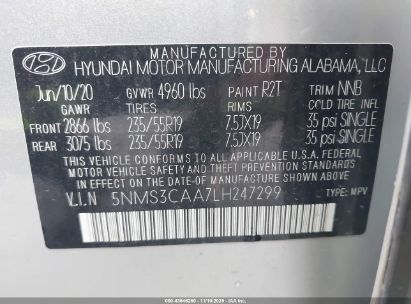 MANUFACTURED BY
HYUNDAI MOTOR MANUFACTURING ALABAMA, LLC
Jun/10/20 GVWR 4960 lbs PAINT R2T TRIM NNB
GAWR TIRES RIMS COLD TIRE INFL
FRONT 2866 lbs 235/55R19 7.5JX19 35 psi SINGLE
REAR 3075 lbs 235/55R19 7.5JX19 35 psi SINGLE
THIS VEHICLE CONFORMS TO ALL APPLICABLE U.S.A. FEDERAL
MOTOR VEHICLE SAFETY AND THEFT PREVENTION STANDARDS IN
EFFECT ON THE DATE OF MANUFACTURE SHOWN ABOVE
V.I.N 5NMS3CAA7LH247299 TYPE: MPV